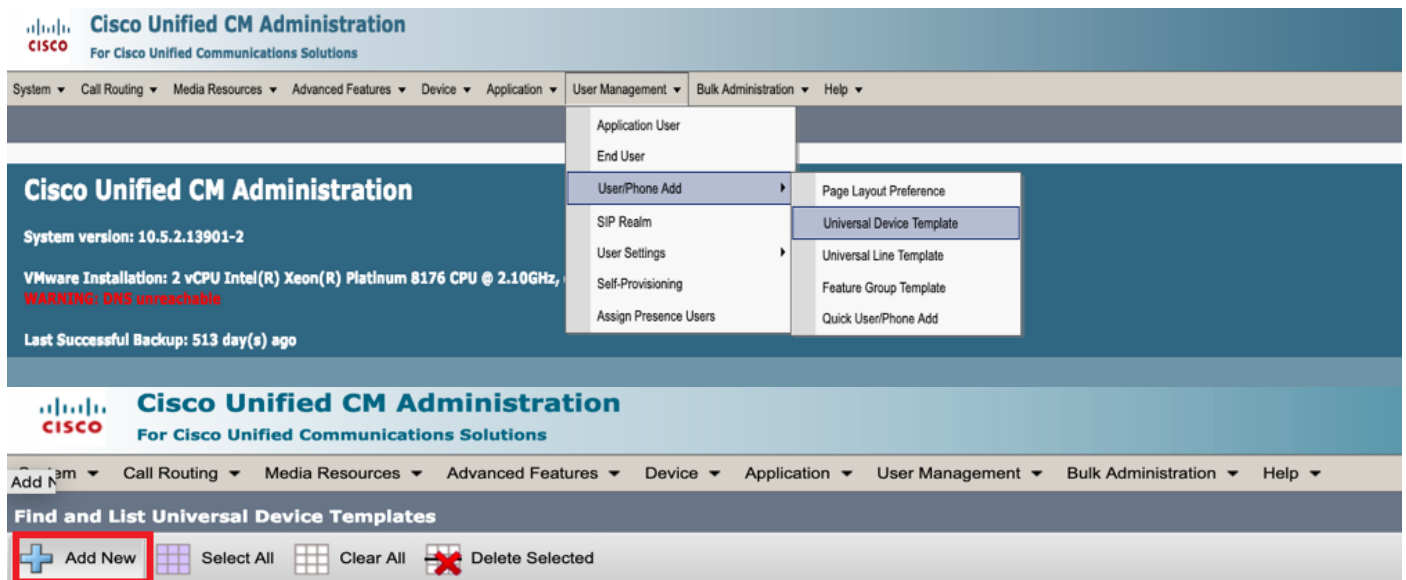 CISCO
Cisco Unified CM Administration
For Cisco Unified Communications Solutions
System Call Routing Media Resources Advanced Features Device Application User Management Bulk Administration Help
Application User
End User
User/Phone Add
SIP Realm
User Settings
Self-Provisioning
Assign Presence Users
Page Layout Preference
Universal Device Template
Universal Line Template
Feature Group Template
Quick User/Phone Add
Cisco Unified CM Administration
System version: 10.5.2.13901-2
VMware Installation: 2 vCPU Intel(R) Xeon(R) Platinum 8176 CPU @ 2.10GHz,
WARNING: DNS unreachable
Last Successful Backup: 513 day(s) ago
CISCO
Cisco Unified CM Administration
For Cisco Unified Communications Solutions
Call Routing Media Resources Advanced Features Device Application User Management Bulk Administration Help
Add N
Find and List Universal Device Templates
Add New Select All Clear All Delete Selected